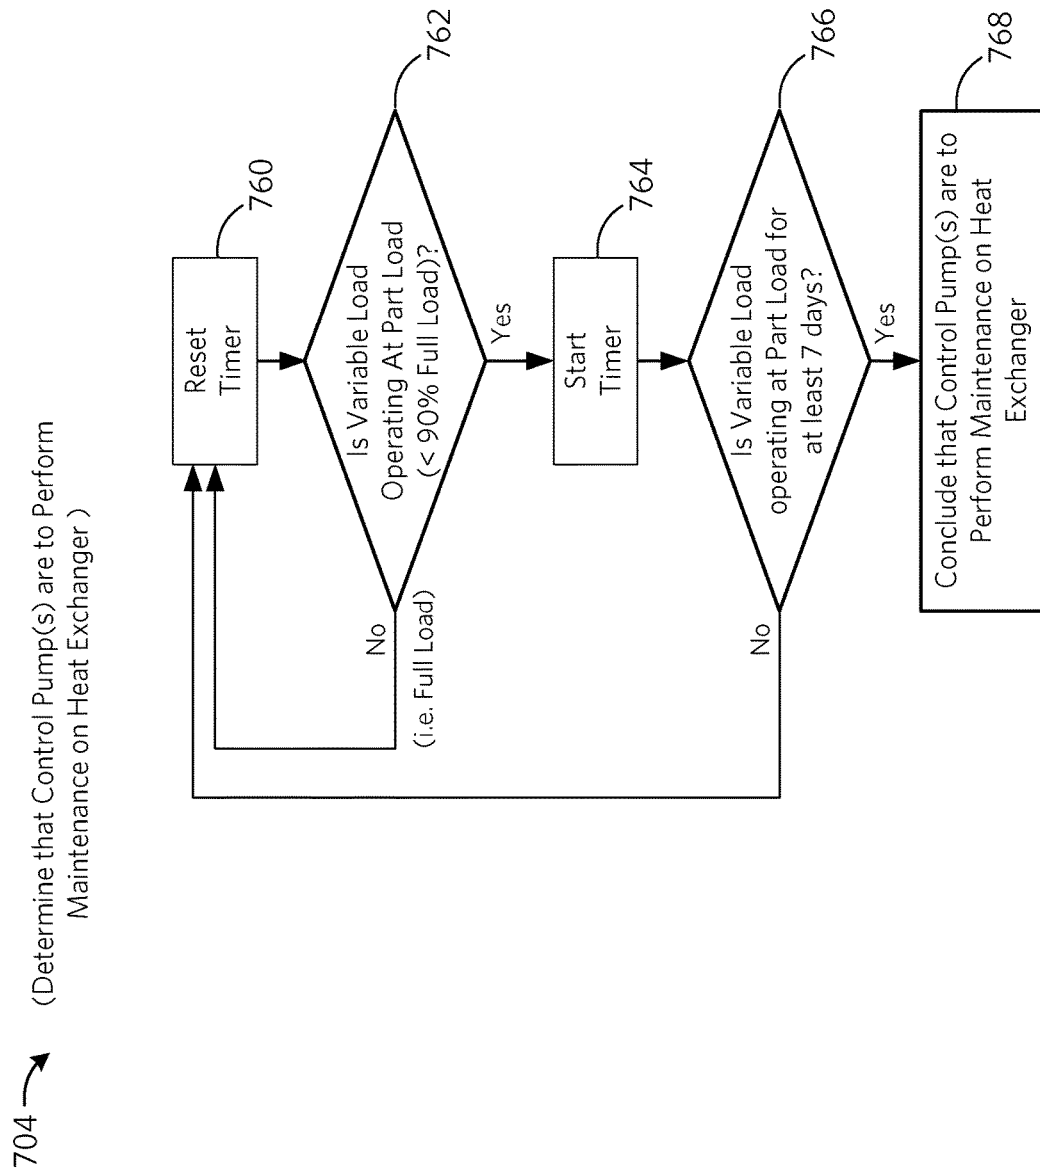 704
(Determine that Control Pump(s) are to Perform
Maintenance on Heat Exchanger )
760
Reset
Timer
762
Is Variable Load
Operating At Part Load
(< 90% Full Load)?
No
(i.e. Full Load)
Yes
764
Start
Timer
766
Is Variable Load
operating at Part Load for
at least 7 days?
No
Yes
768
Conclude that Control Pump(s) are to
Perform Maintenance on Heat
Exchanger